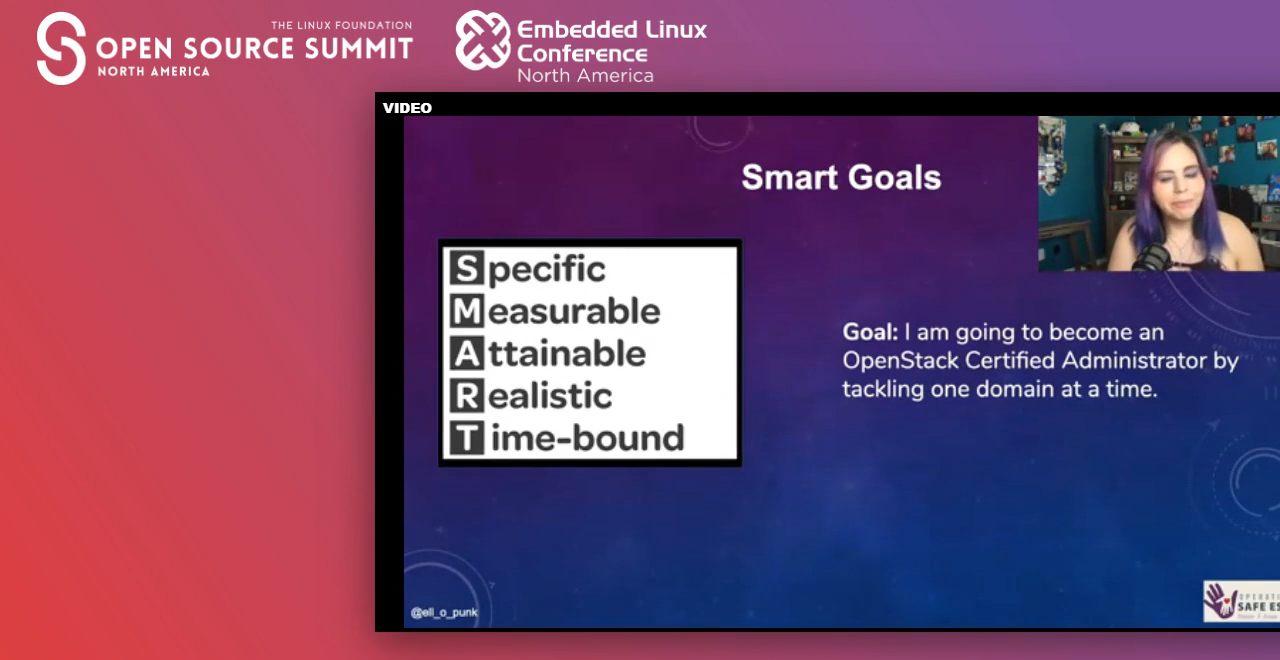 THE LINUX FOUNDATION
OPEN SOURCE SUMMIT
NORTH AMERICA
Embedded Linux
Conference
North America
VIDEO
Smart Goals
Specific
Measurable
Attainable
Realistic
Time-bound
Goal: I am going to become an
OpenStack Certified Administrator by
tackling one domain at a time.
@ell_o_punk
SAFE ES